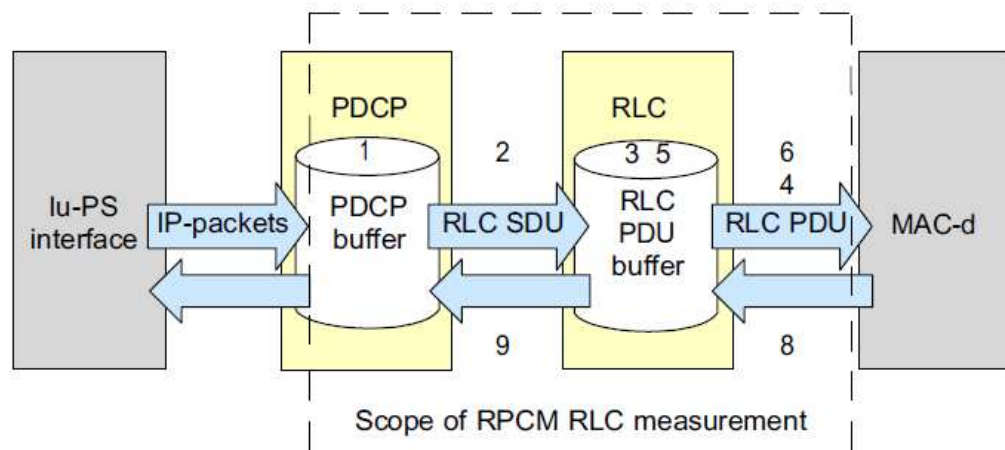 PDCP
RLC
1
2
3 5
6
4
Iu-PS
interface
IP-packets
PDCP
buffer
RLC SDU
RLC
PDU
buffer
RLC PDU
MAC-d
9
8
Scope of RPCM RLC measurement